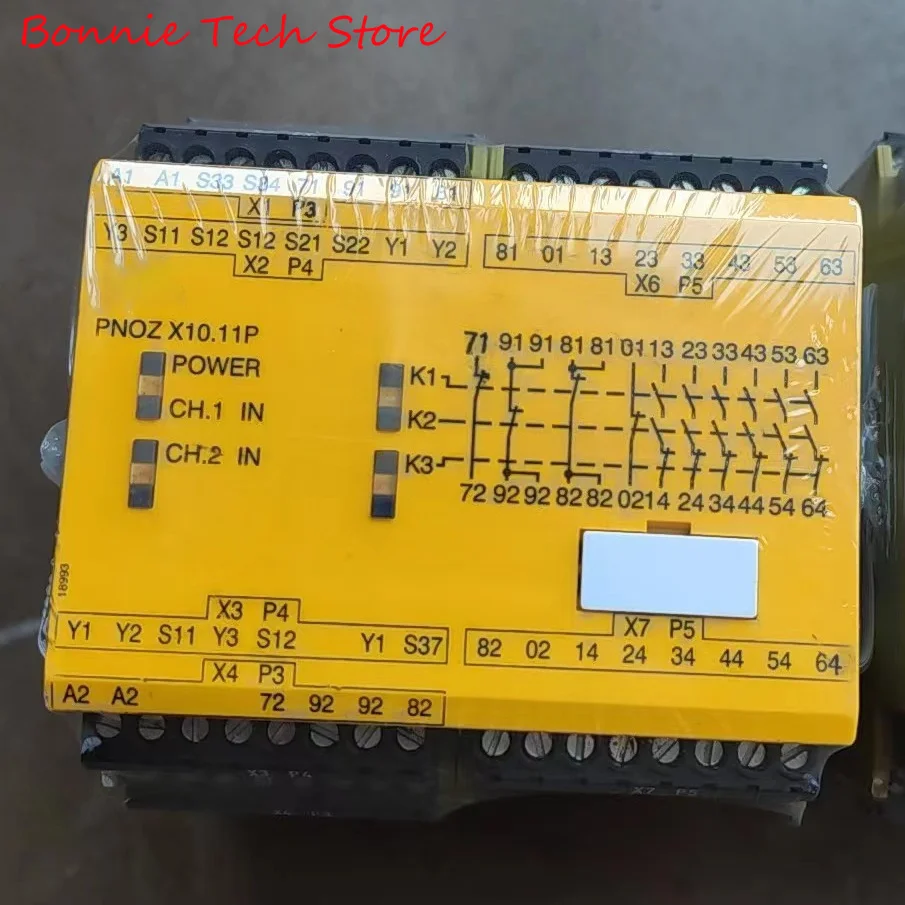 Bonnie Tech Store
A1 A1 S33 S34 71 91 81 81
X1 P3
Y3 S11 S12 S12 S21 S22 Y1 Y2
X2 P4
81 01 13 23 33 43 53 63
X6 P5
PNOZ X10.11P
POWER
CH.1 IN
CH.2 IN
K1
K2
K3
71 91 91 81 81 01 13 23 33 43 53 63
72 92 92 82 82 02 14 24 34 44 54 64
18993
X3 P4
Y1 Y2 S11 Y3 S12 Y1 S37
X4 P3
A2 A2 72 92 92 82
X7 P5
82 02 14 24 34 44 54 64
X3 P4
X7 P5